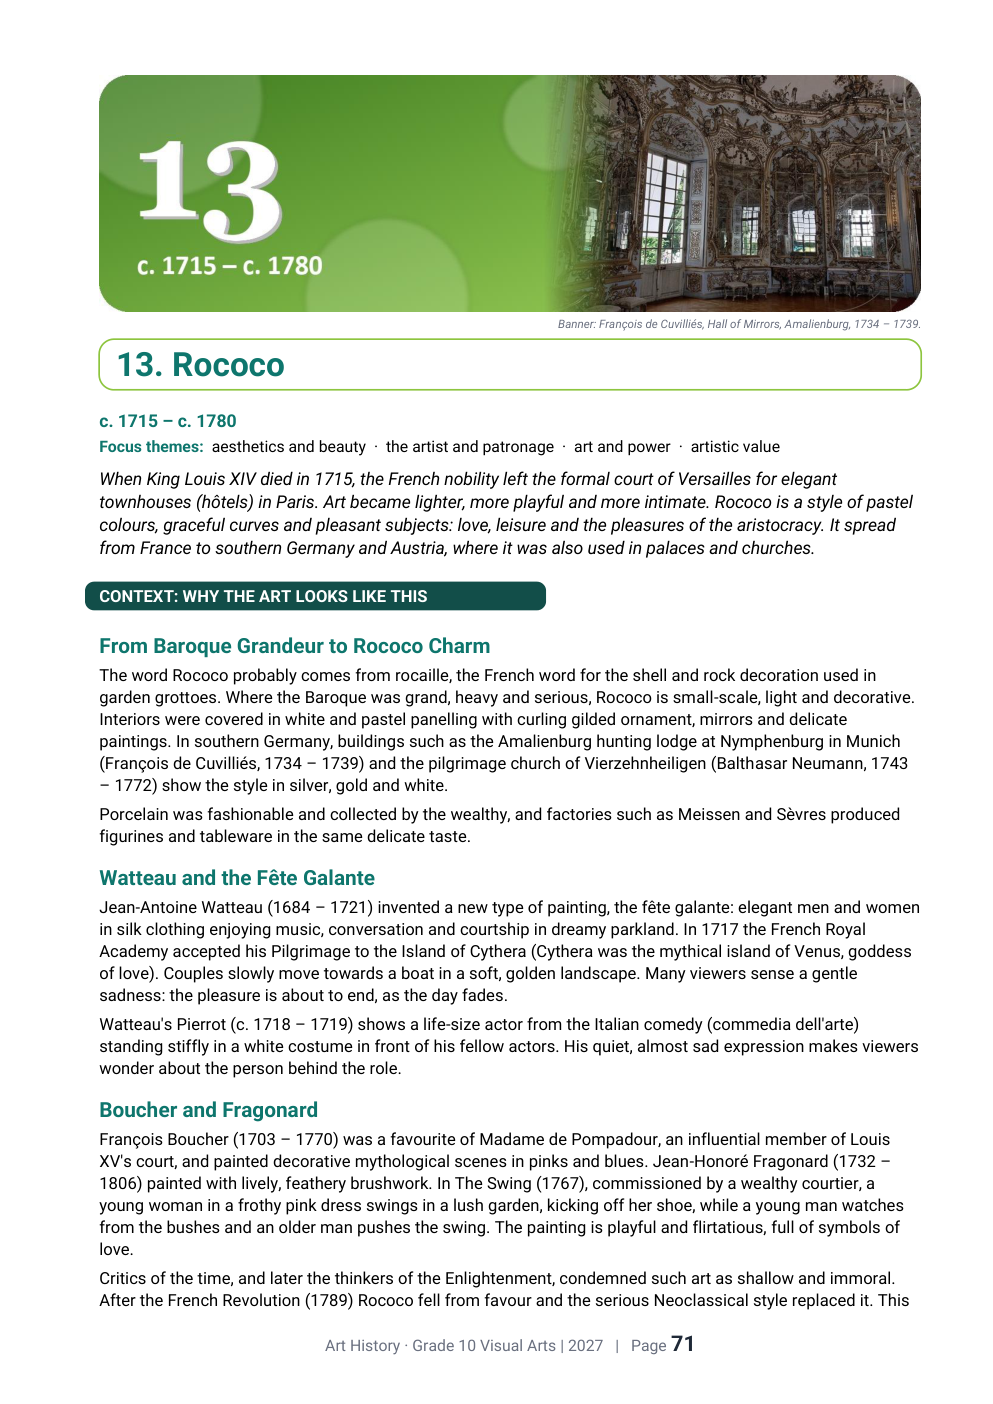 13
c. 1715 – c. 1780
Banner: François de Cuvilliés, Hall of Mirrors, Amalienburg, 1734 – 1739.
13. Rococo
c. 1715 – c. 1780
Focus themes: aesthetics and beauty · the artist and patronage · art and power · artistic value
When King Louis XIV died in 1715, the French nobility left the formal court of Versailles for elegant
townhouses (hôtels) in Paris. Art became lighter, more playful and more intimate. Rococo is a style of pastel
colours, graceful curves and pleasant subjects: love, leisure and the pleasures of the aristocracy. It spread
from France to southern Germany and Austria, where it was also used in palaces and churches.
CONTEXT: WHY THE ART LOOKS LIKE THIS
From Baroque Grandeur to Rococo Charm
The word Rococo probably comes from rocaille, the French word for the shell and rock decoration used in
garden grottoes. Where the Baroque was grand, heavy and serious, Rococo is small-scale, light and decorative.
Interiors were covered in white and pastel panelling with curling gilded ornament, mirrors and delicate
paintings. In southern Germany, buildings such as the Amalienburg hunting lodge at Nymphenburg in Munich
(François de Cuvilliés, 1734 – 1739) and the pilgrimage church of Vierzehnheiligen (Balthasar Neumann, 1743
– 1772) show the style in silver, gold and white.
Porcelain was fashionable and collected by the wealthy, and factories such as Meissen and Sèvres produced
figurines and tableware in the same delicate taste.
Watteau and the Fête Galante
Jean-Antoine Watteau (1684 – 1721) invented a new type of painting, the fête galante: elegant men and women
in silk clothing enjoying music, conversation and courtship in dreamy parkland. In 1717 the French Royal
Academy accepted his Pilgrimage to the Island of Cythera (Cythera was the mythical island of Venus, goddess
of love). Couples slowly move towards a boat in a soft, golden landscape. Many viewers sense a gentle
sadness: the pleasure is about to end, as the day fades.
Watteau's Pierrot (c. 1718 – 1719) shows a life-size actor from the Italian comedy (commedia dell'arte)
standing stiffly in a white costume in front of his fellow actors. His quiet, almost sad expression makes viewers
wonder about the person behind the role.
Boucher and Fragonard
François Boucher (1703 – 1770) was a favourite of Madame de Pompadour, an influential member of Louis
XV's court, and painted decorative mythological scenes in pinks and blues. Jean-Honoré Fragonard (1732 –
1806) painted with lively, feathery brushwork. In The Swing (1767), commissioned by a wealthy courtier, a
young woman in a frothy pink dress swings in a lush garden, kicking off her shoe, while a young man watches
from the bushes and an older man pushes the swing. The painting is playful and flirtatious, full of symbols of
love.
Critics of the time, and later the thinkers of the Enlightenment, condemned such art as shallow and immoral.
After the French Revolution (1789) Rococo fell from favour and the serious Neoclassical style replaced it. This
Art History · Grade 10 Visual Arts | 2027 | Page 71